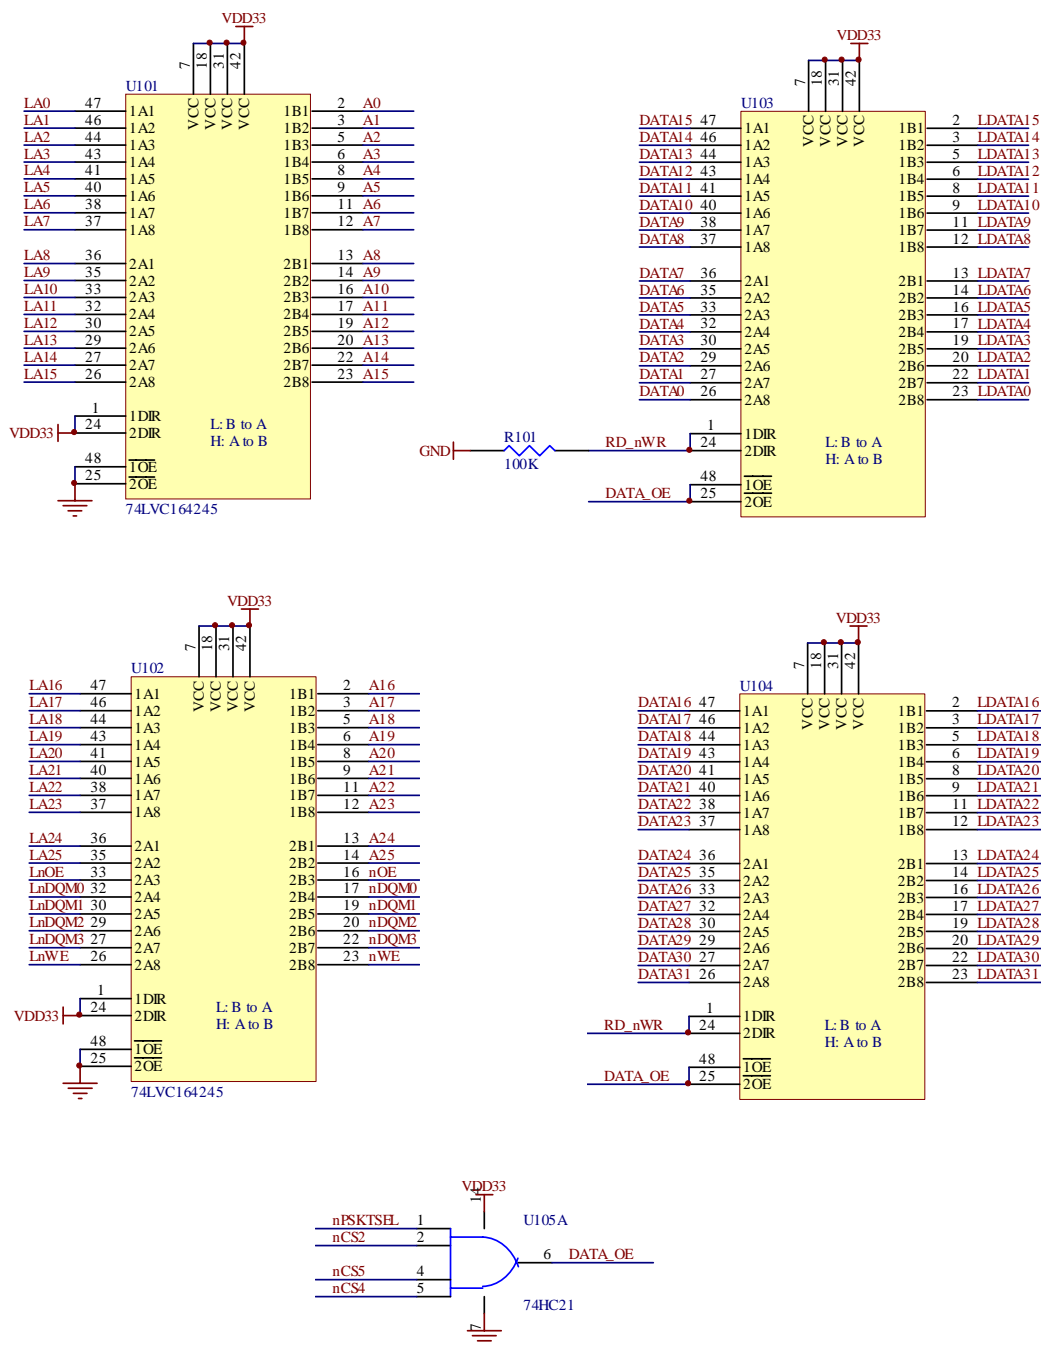 VDD33
7 18 31 42
U101
VCC VCC VCC VCC
LA0 47 1A1 1B1 2 A0
LA1 46 1A2 1B2 3 A1
LA2 44 1A3 1B3 5 A2
LA3 43 1A4 1B4 6 A3
LA4 41 1A5 1B5 8 A4
LA5 40 1A6 1B6 9 A5
LA6 38 1A7 1B7 11 A6
LA7 37 1A8 1B8 12 A7
LA8 36 2A1 2B1 13 A8
LA9 35 2A2 2B2 14 A9
LA10 33 2A3 2B3 16 A10
LA11 32 2A4 2B4 17 A11
LA12 30 2A5 2B5 19 A12
LA13 29 2A6 2B6 20 A13
LA14 27 2A7 2B7 22 A14
LA15 26 2A8 2B8 23 A15
1 1DIR
VDD33 24 2DIR
L: B to A
H: A to B
48 1OE
25 2OE
74LVC164245
VDD33
7 18 31 42
U103
VCC VCC VCC VCC
DATA15 47 1A1 1B1 2 LDATA15
DATA14 46 1A2 1B2 3 LDATA14
DATA13 44 1A3 1B3 5 LDATA13
DATA12 43 1A4 1B4 6 LDATA12
DATA11 41 1A5 1B5 8 LDATA11
DATA10 40 1A6 1B6 9 LDATA10
DATA9 38 1A7 1B7 11 LDATA9
DATA8 37 1A8 1B8 12 LDATA8
DATA7 36 2A1 2B1 13 LDATA7
DATA6 35 2A2 2B2 14 LDATA6
DATA5 33 2A3 2B3 16 LDATA5
DATA4 32 2A4 2B4 17 LDATA4
DATA3 30 2A5 2B5 19 LDATA3
DATA2 29 2A6 2B6 20 LDATA2
DATA1 27 2A7 2B7 22 LDATA1
DATA0 26 2A8 2B8 23 LDATA0
1 1DIR
GND R101 RD_nWR 24 2DIR
100K
L: B to A
H: A to B
48 1OE
DATA_OE 25 2OE
VDD33
7 18 31 42
U102
VCC VCC VCC VCC
LA16 47 1A1 1B1 2 A16
LA17 46 1A2 1B2 3 A17
LA18 44 1A3 1B3 5 A18
LA19 43 1A4 1B4 6 A19
LA20 41 1A5 1B5 8 A20
LA21 40 1A6 1B6 9 A21
LA22 38 1A7 1B7 11 A22
LA23 37 1A8 1B8 12 A23
LA24 36 2A1 2B1 13 A24
LA25 35 2A2 2B2 14 A25
LnOE 33 2A3 2B3 16 nOE
LnDQM0 32 2A4 2B4 17 nDQM0
LnDQM1 30 2A5 2B5 19 nDQM1
LnDQM2 29 2A6 2B6 20 nDQM2
LnDQM3 27 2A7 2B7 22 nDQM3
LnWE 26 2A8 2B8 23 nWE
1 1DIR
VDD33 24 2DIR
L: B to A
H: A to B
48 1OE
25 2OE
74LVC164245
VDD33
7 18 31 42
U104
VCC VCC VCC VCC
DATA16 47 1A1 1B1 2 LDATA16
DATA17 46 1A2 1B2 3 LDATA17
DATA18 44 1A3 1B3 5 LDATA18
DATA19 43 1A4 1B4 6 LDATA19
DATA20 41 1A5 1B5 8 LDATA20
DATA21 40 1A6 1B6 9 LDATA21
DATA22 38 1A7 1B7 11 LDATA22
DATA23 37 1A8 1B8 12 LDATA23
DATA24 36 2A1 2B1 13 LDATA24
DATA25 35 2A2 2B2 14 LDATA25
DATA26 33 2A3 2B3 16 LDATA26
DATA27 32 2A4 2B4 17 LDATA27
DATA28 30 2A5 2B5 19 LDATA28
DATA29 29 2A6 2B6 20 LDATA29
DATA30 27 2A7 2B7 22 LDATA30
DATA31 26 2A8 2B8 23 LDATA31
1 1DIR
RD_nWR 24 2DIR
L: B to A
H: A to B
48 1OE
DATA_OE 25 2OE
VDD33
14
U105A
nPSKTSEL 1
nCS2 2
6 DATA_OE
nCS5 4
nCS4 5
74HC21
7